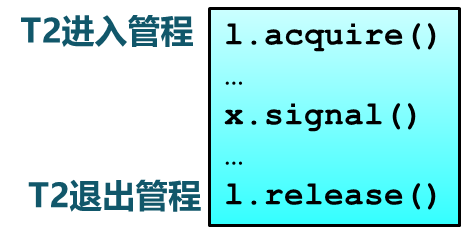 T2进入管程 l.acquire()
…
x.signal()
…
T2退出管程 l.release()